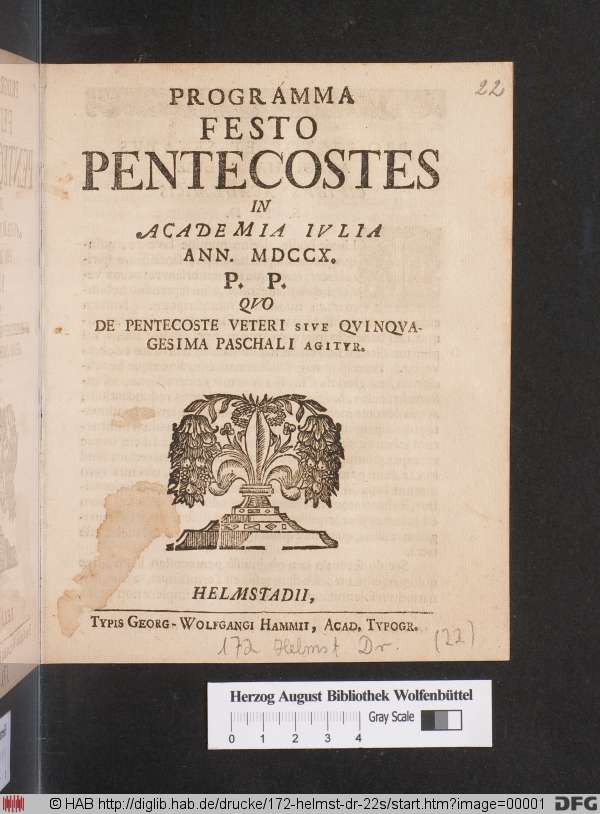 22
PROGRAMMA
FESTO
PENTECOSTES
IN
ACADEMIA IVLIA
ANN. MDCCX.
P. P.
QVO
DE PENTECOSTE VETERI SIVE QVINQVA-
GESIMA PASCHALI AGITVR.
HELMSTADII,
TYPIS GEORG-WOLFGANGI HAMMII, ACAD. TYPOGR.
172 Helmst Dr. (22)
Herzog August Bibliothek Wolfenbüttel
Gray Scale
0 1 2 3 4
© HAB http://diglib.hab.de/drucke/172-helmst-dr-22s/start.htm?image=00001 DFG